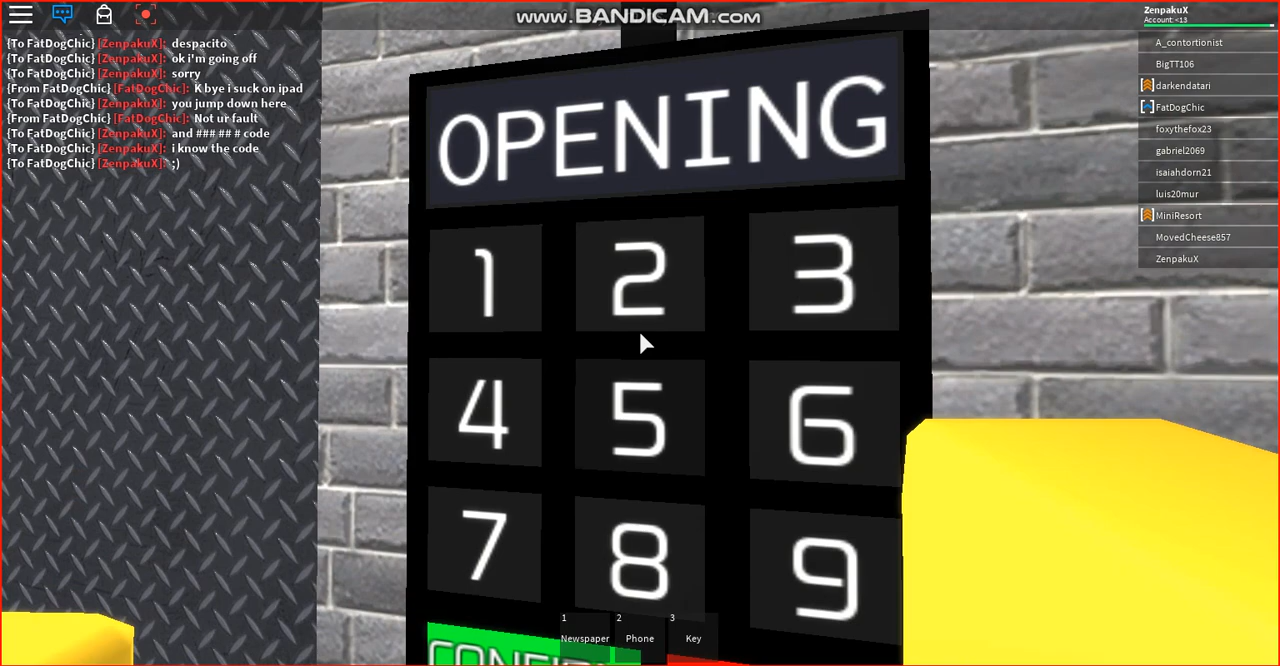 www.BANDICAM.com
ZenpakuX
Account: <13
{To FatDogChic} [ZenpakuX]: despacito
{To FatDogChic} [ZenpakuX]: ok i'm going off
{To FatDogChic} [ZenpakuX]: sorry
{From FatDogChic} [FatDogChic]: K bye i suck on ipad
{To FatDogChic} [ZenpakuX]: you jump down here
{From FatDogChic} [FatDogChic]: Not ur fault
{To FatDogChic} [ZenpakuX]: and ### ## # code
{To FatDogChic} [ZenpakuX]: i know the code
{To FatDogChic} [ZenpakuX]: ;)
OPENING
1 2 3
4 5 6
7 8 9
A_contortionist
BigTT106
darkendatari
FatDogChic
foxythefox23
gabriel2069
isaiahdorn21
luis20mur
MiniResort
MovedCheese857
ZenpakuX
1 2 3
Newspaper Phone Key